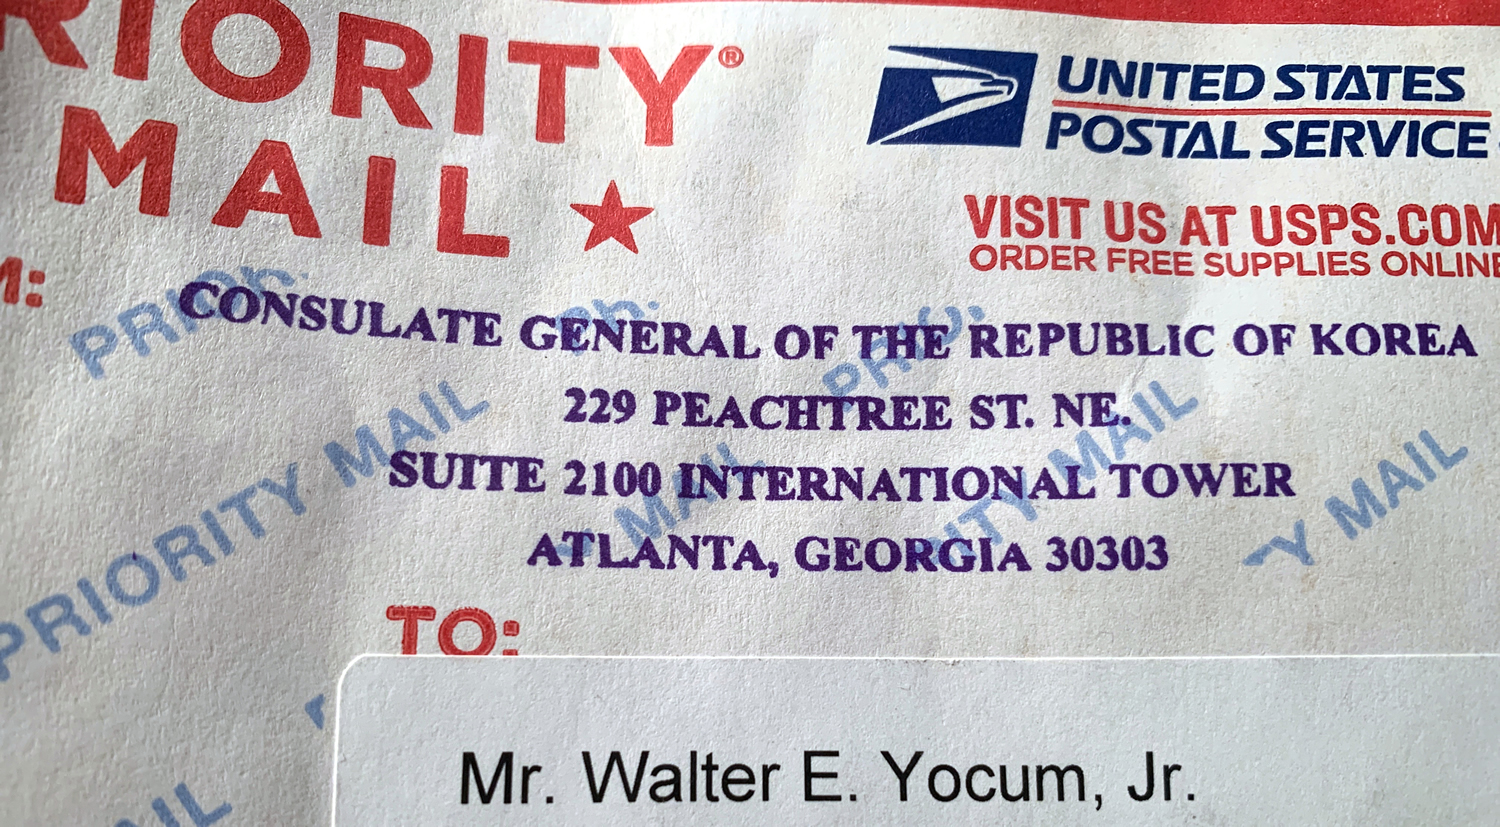 PRIORITY®
MAIL
UNITED STATES
POSTAL SERVICE
VISIT US AT USPS.COM
ORDER FREE SUPPLIES ONLINE
M:
CONSULATE GENERAL OF THE REPUBLIC OF KOREA
229 PEACHTREE ST. NE.
SUITE 2100 INTERNATIONAL TOWER
ATLANTA, GEORGIA 30303
PRIORITY MAIL
Y MAIL
TO:
Mr. Walter E. Yocum, Jr.